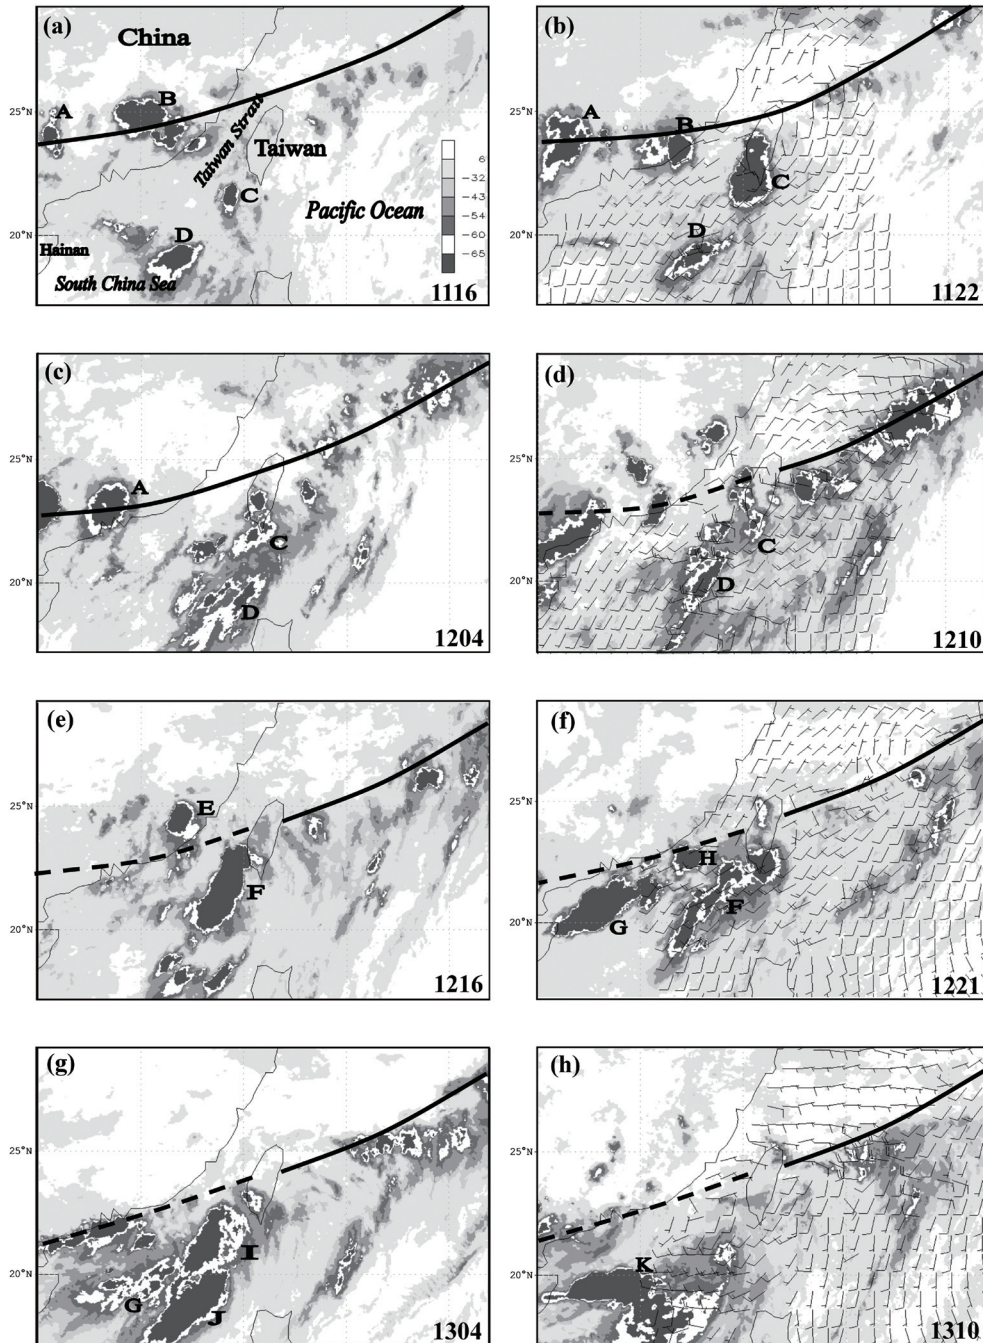 (a)
China
25°N
A
B
Taiwan Strait
Taiwan
C
6
-32
-43
-54
-60
-65
Pacific Ocean
20°N
Hainan
D
South China Sea
1116
(b)
25°N
A
B
C
20°N
D
1122
(c)
25°N
A
C
20°N
D
1204
(d)
25°N
C
20°N
D
1210
(e)
25°N
E
F
20°N
1216
(f)
25°N
H
F
20°N
G
1221
(g)
25°N
I
20°N
G
J
1304
(h)
25°N
K
20°N
1310